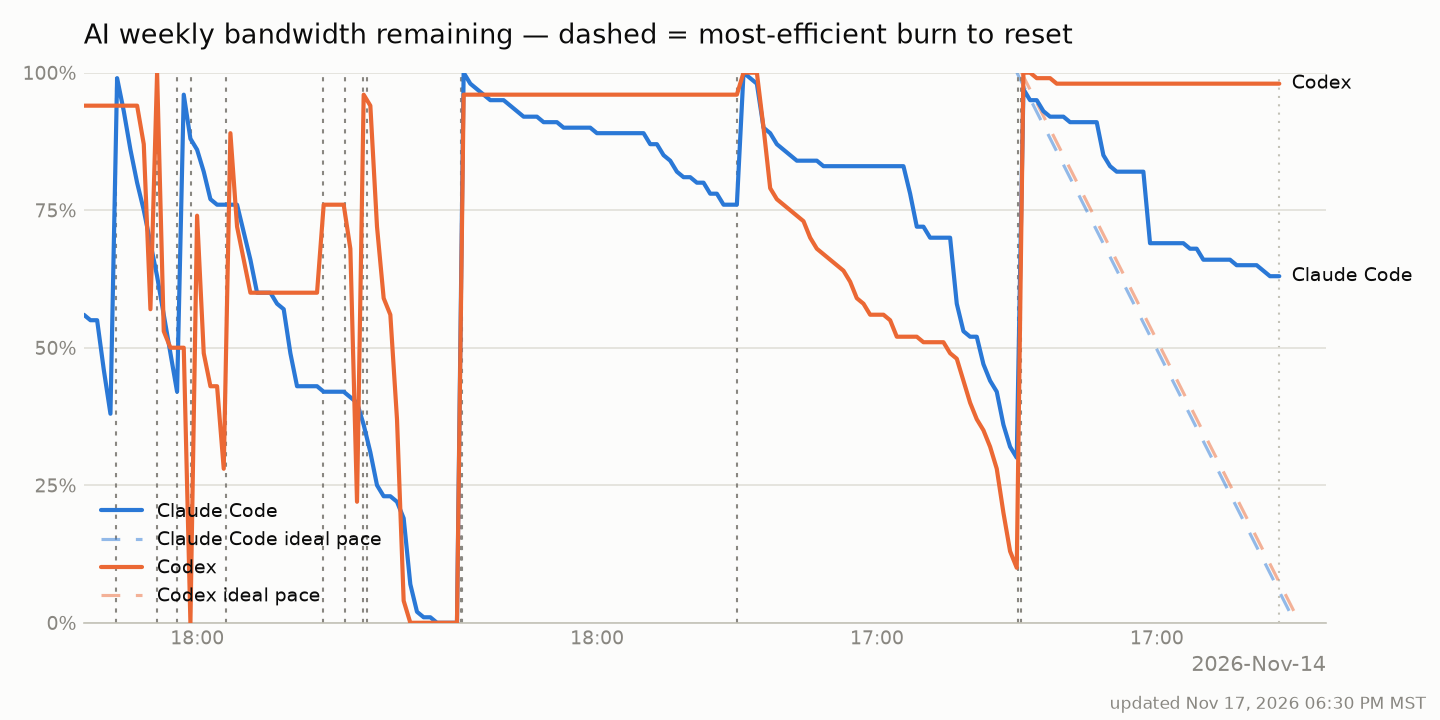 AI weekly bandwidth remaining — dashed = most-efficient burn to reset
100%
75%
50%
25%
0%
Codex
Claude Code
Claude Code
Claude Code ideal pace
Codex
Codex ideal pace
18:00 18:00 17:00 17:00
2026-Nov-14
updated Nov 17, 2026 06:30 PM MST